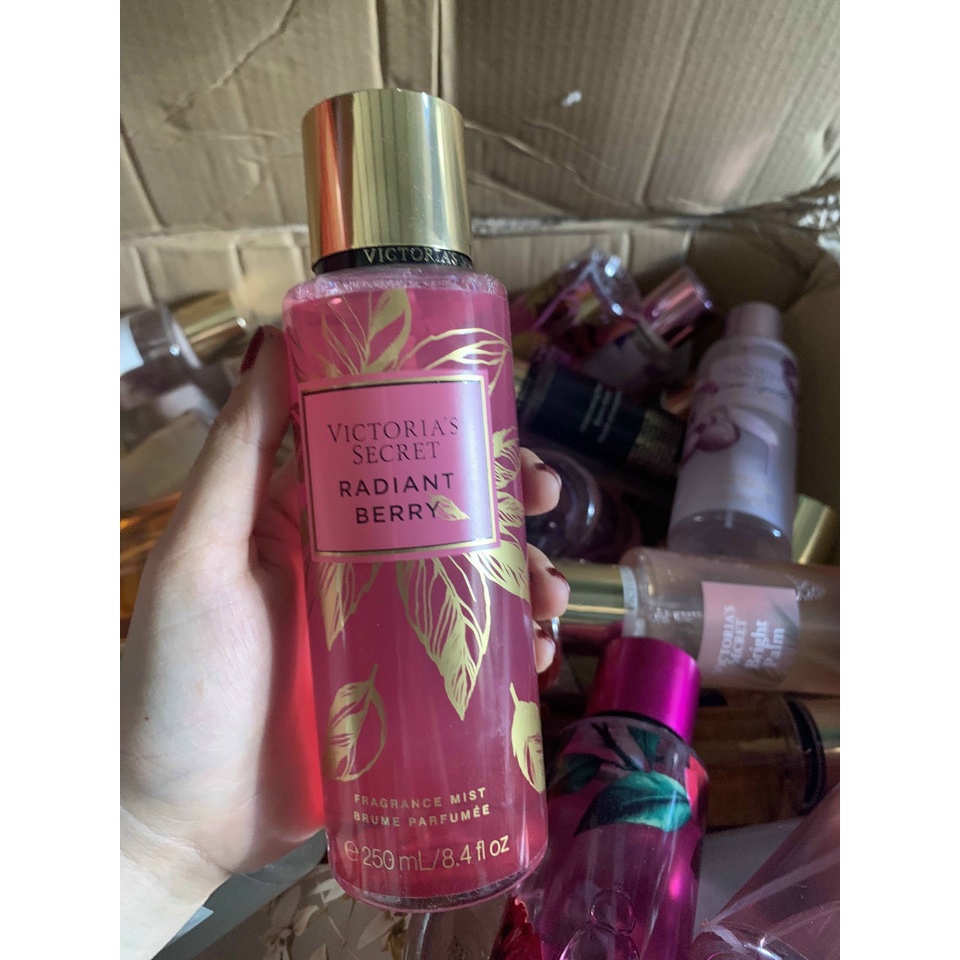 VICTORIA'S
VICTORIA'S
SECRET
RADIANT
BERRY
FRAGRANCE MIST
BRUME PARFUMÉE
℮ 250 mL/8.4 fl oz
VICTORIA'S
SECRET
Bright
Palm